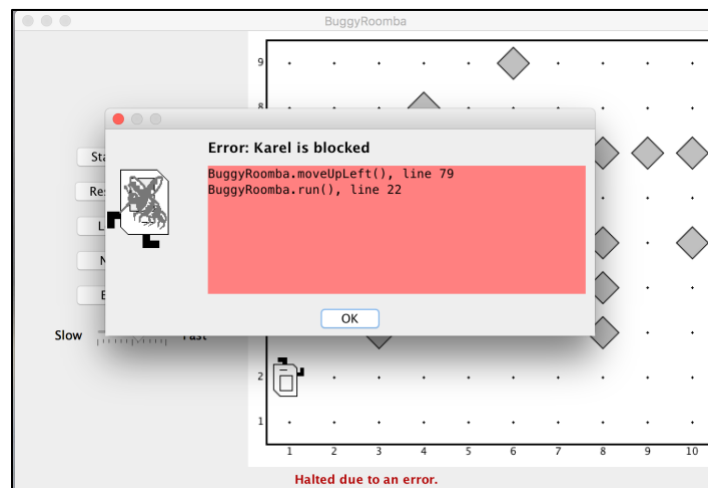 BuggyRoomba
9
8
Error: Karel is blocked
BuggyRoomba.moveUpLeft(), line 79
BuggyRoomba.run(), line 22
OK
Slow
Fast
2
1
1 2 3 4 5 6 7 8 9 10
Halted due to an error.